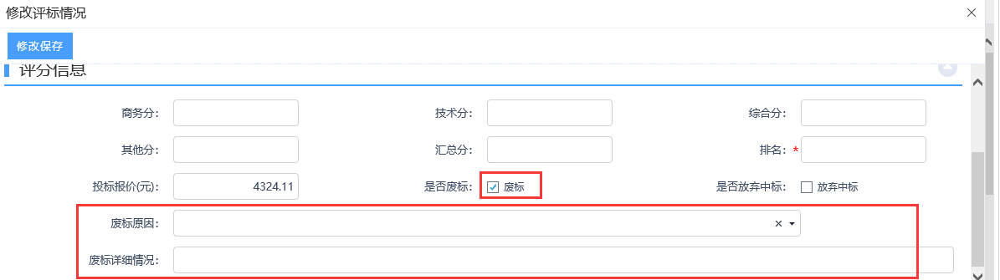 修改评标情况
修改保存
评分信息
商务分： 技术分： 综合分：
其他分： 汇总分： 排名：*
投标报价(元)： 4324.11 是否废标： 废标 是否放弃中标： 放弃中标
废标原因：
废标详细情况：